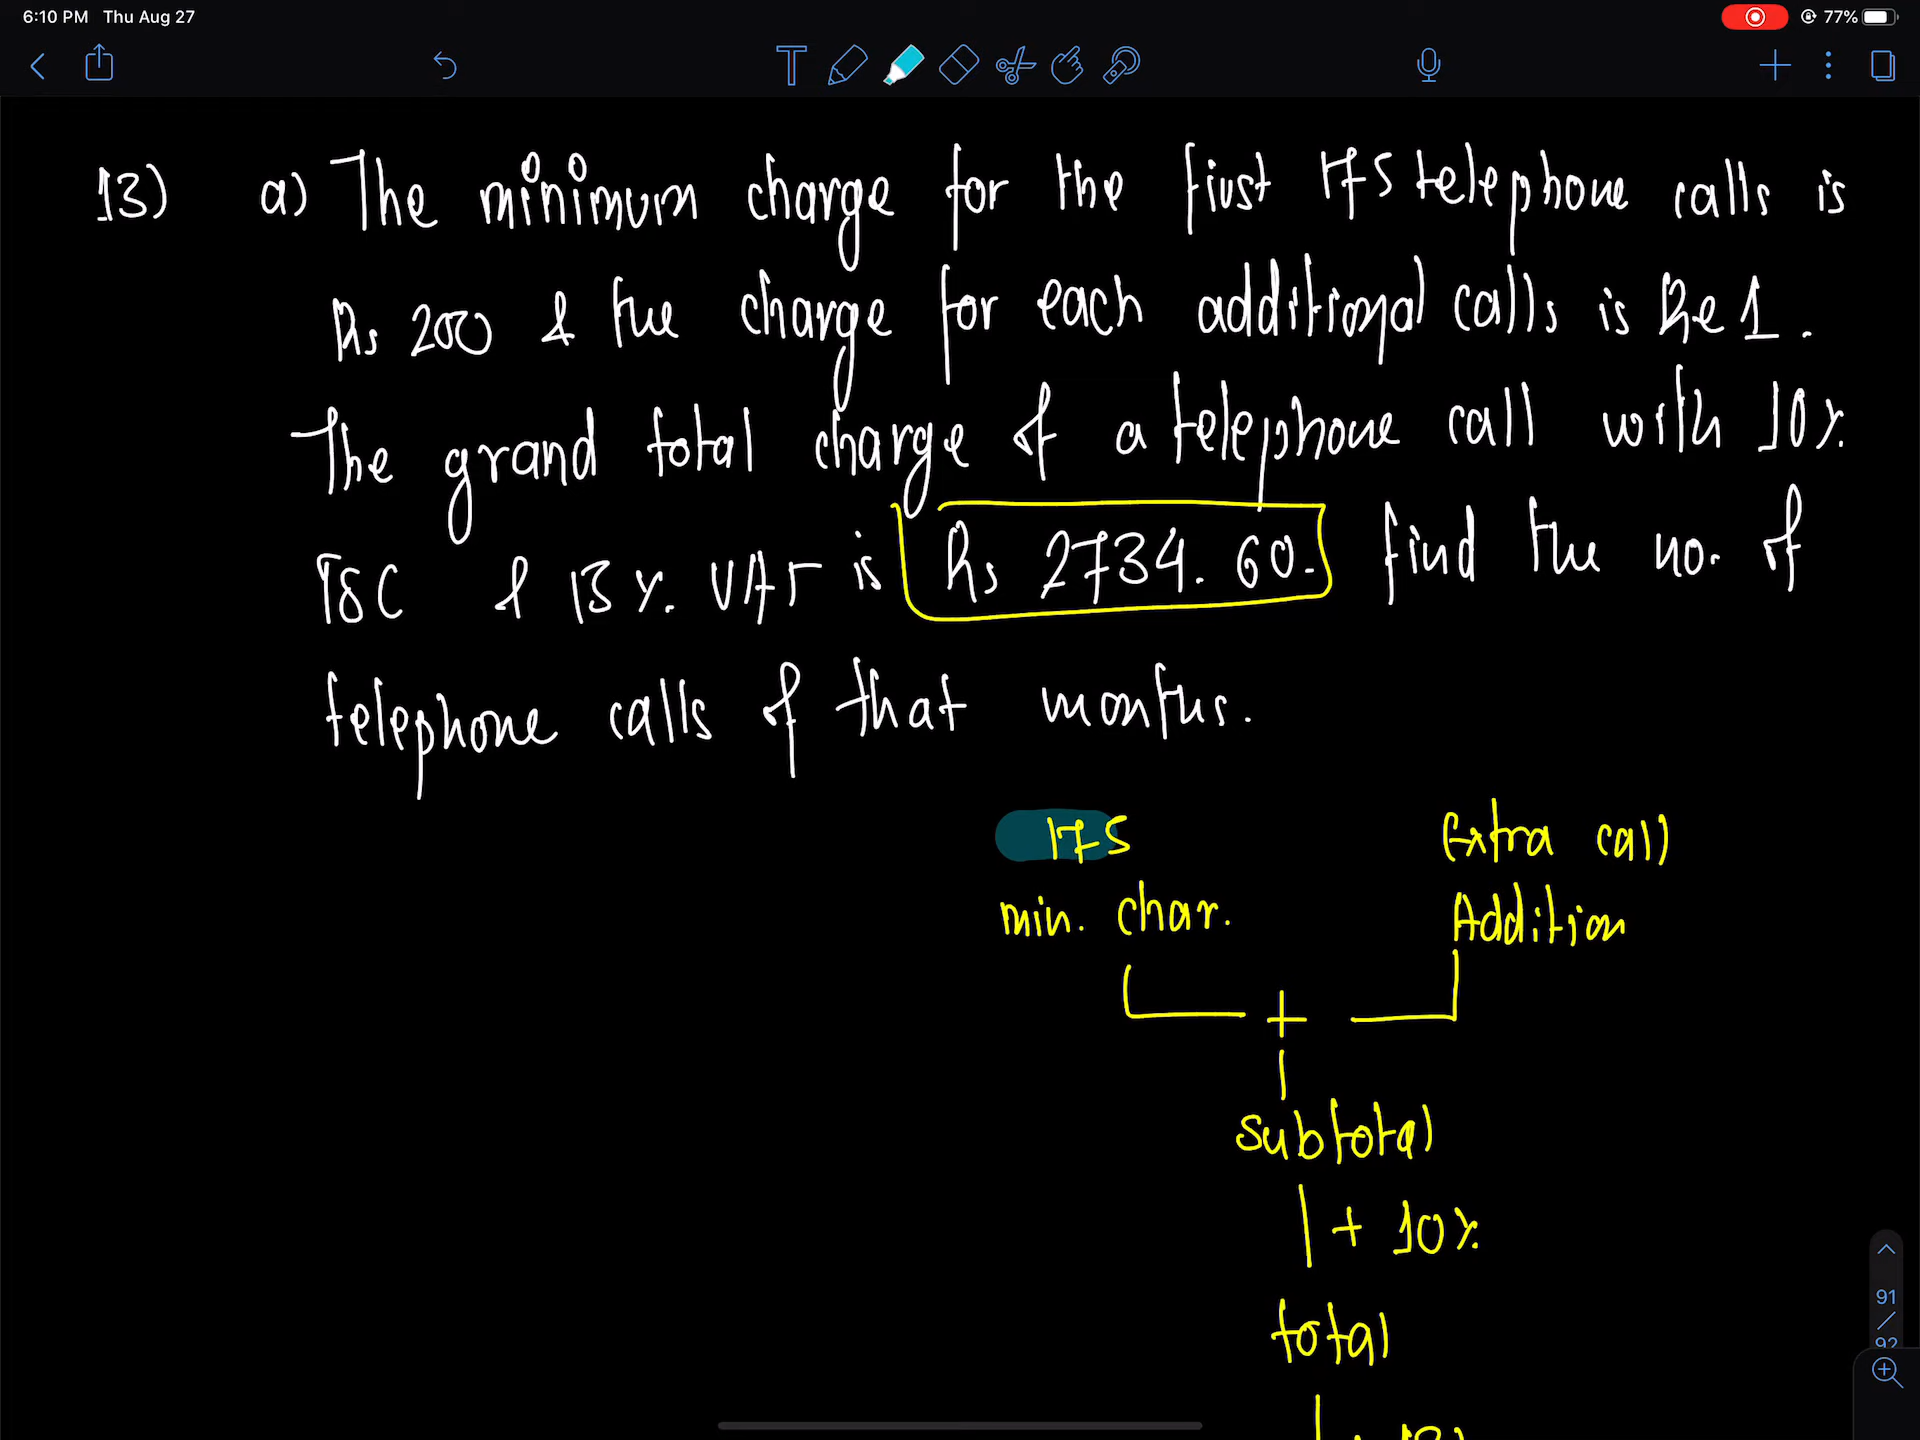 6:10 PM Thu Aug 27
77%
13) a) The minimum charge for the first 175 telephone calls is
Rs 200 & the charge for each additional calls is Re 1.
The grand total charge of a telephone call with 10%
TSC & 13%. VAT is Rs 2734.60. find the no. of
telephone calls of that months.
175 Extra call
min. char. Addition
+
subtotal
+ 10%
total
91
/
92